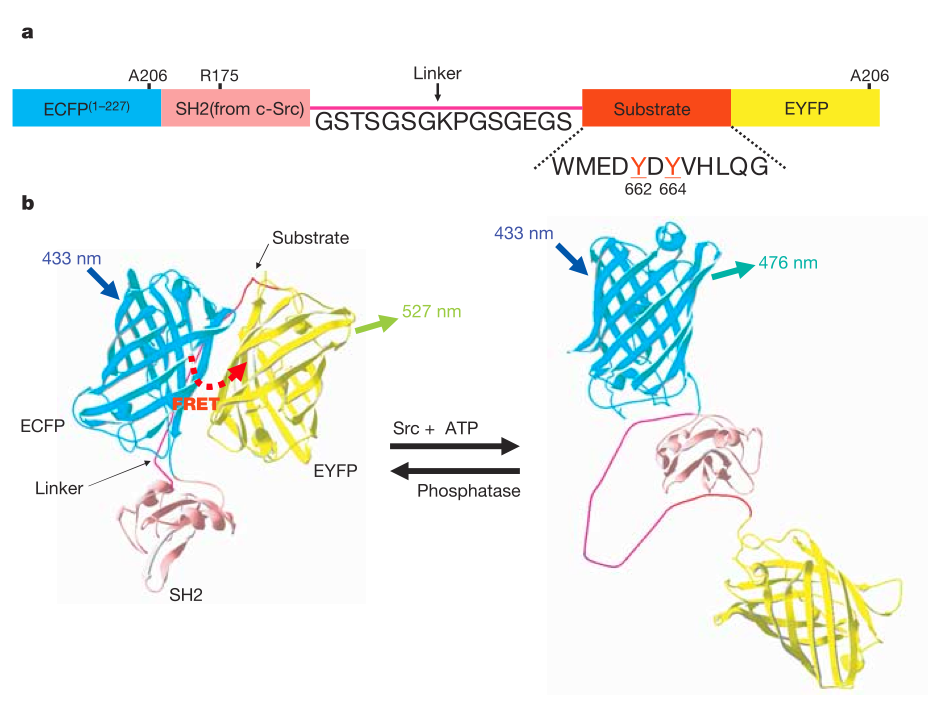 a
A206 R175 Linker A206
ECFP(1–227) SH2(from c-Src) Substrate EYFP
GSTSGSGKPGSGEGS
WMEDYDYVHLQG
662 664
b
433 nm
Substrate
527 nm
FRET
ECFP
EYFP
Linker
SH2
Src + ATP
Phosphatase
433 nm
476 nm